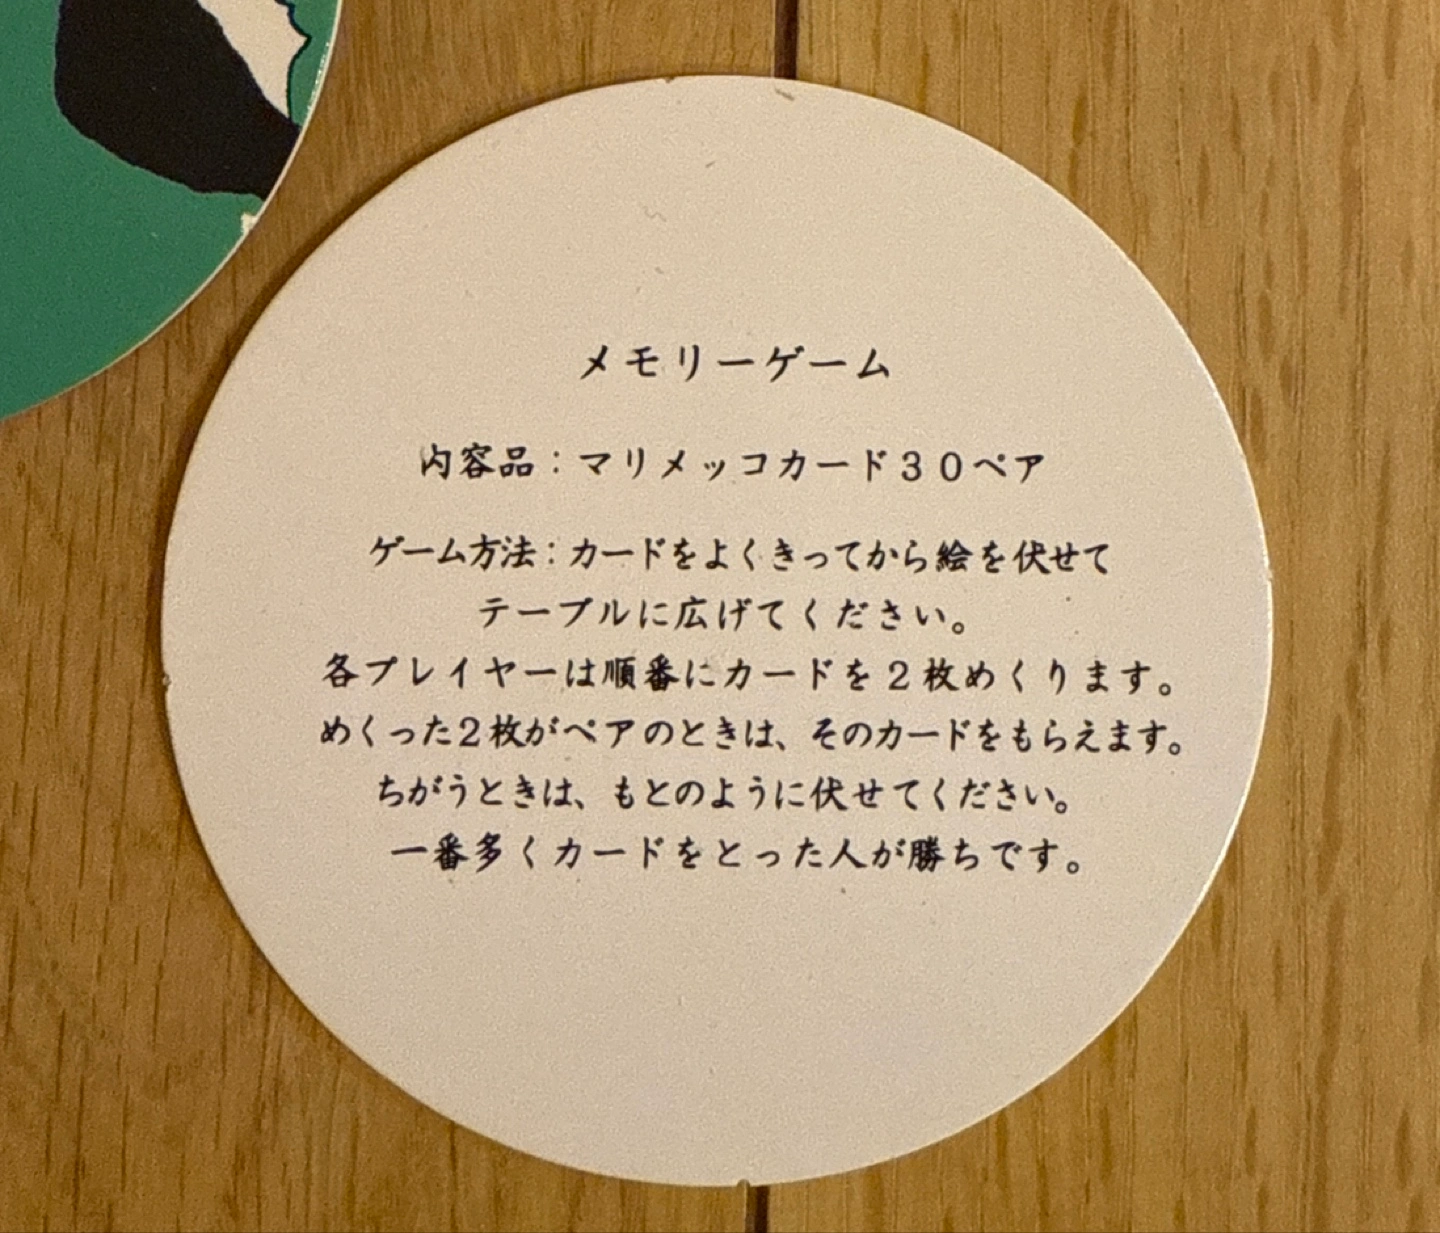 メモリーゲーム
内容品：マリメッコカード３０ペア
ゲーム方法：カードをよくきってから絵を伏せて
テーブルに広げてください。
各プレイヤーは順番にカードを２枚めくります。
めくった２枚がペアのときは、そのカードをもらえます。
ちがうときは、もとのように伏せてください。
一番多くカードをとった人が勝ちです。